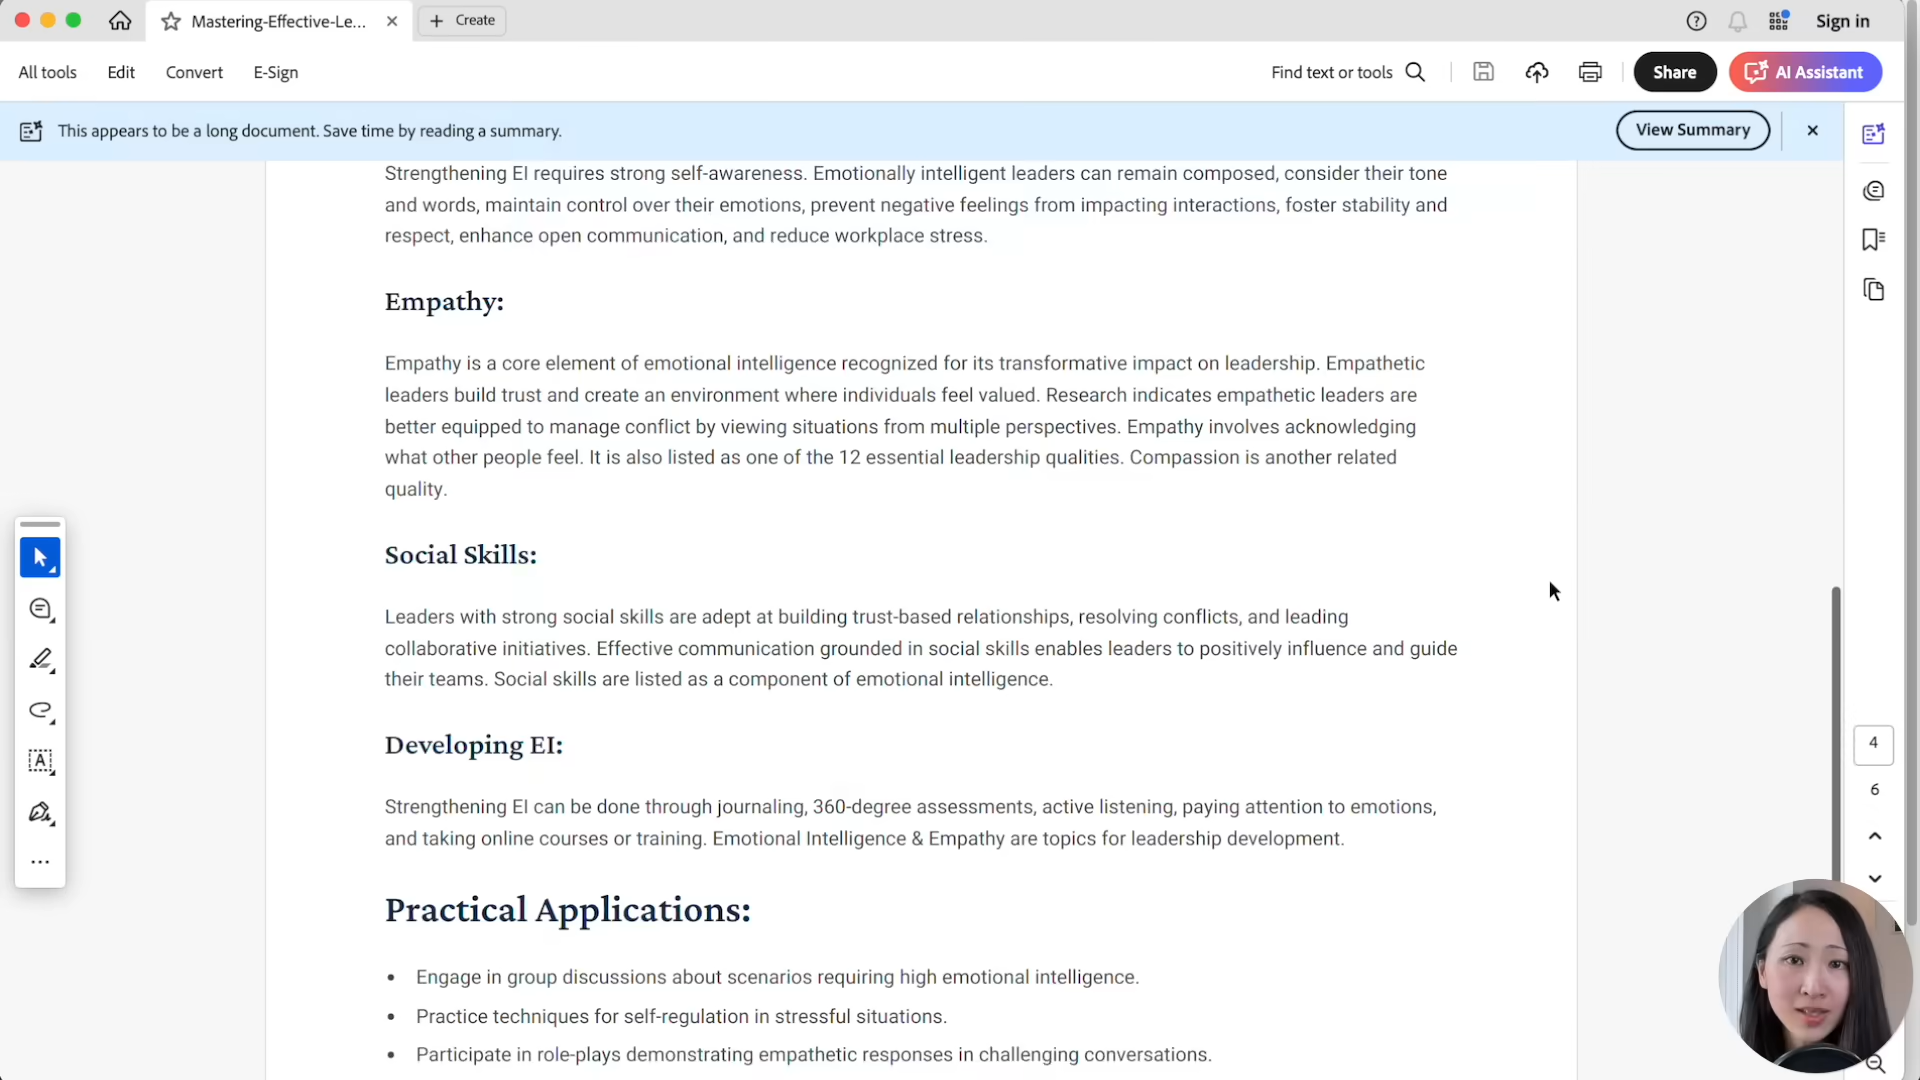 Mastering-Effective-Le...
Create
Sign in
All tools
Edit
Convert
E-Sign
Find text or tools
Share
AI Assistant
This appears to be a long document. Save time by reading a summary.
View Summary
Strengthening EI requires strong self-awareness. Emotionally intelligent leaders can remain composed, consider their tone
and words, maintain control over their emotions, prevent negative feelings from impacting interactions, foster stability and
respect, enhance open communication, and reduce workplace stress.
Empathy:
Empathy is a core element of emotional intelligence recognized for its transformative impact on leadership. Empathetic
leaders build trust and create an environment where individuals feel valued. Research indicates empathetic leaders are
better equipped to manage conflict by viewing situations from multiple perspectives. Empathy involves acknowledging
what other people feel. It is also listed as one of the 12 essential leadership qualities. Compassion is another related
quality.
Social Skills:
Leaders with strong social skills are adept at building trust-based relationships, resolving conflicts, and leading
collaborative initiatives. Effective communication grounded in social skills enables leaders to positively influence and guide
their teams. Social skills are listed as a component of emotional intelligence.
Developing EI:
Strengthening EI can be done through journaling, 360-degree assessments, active listening, paying attention to emotions,
and taking online courses or training. Emotional Intelligence & Empathy are topics for leadership development.
Practical Applications:
• Engage in group discussions about scenarios requiring high emotional intelligence.
• Practice techniques for self-regulation in stressful situations.
• Participate in role-plays demonstrating empathetic responses in challenging conversations.
4
6